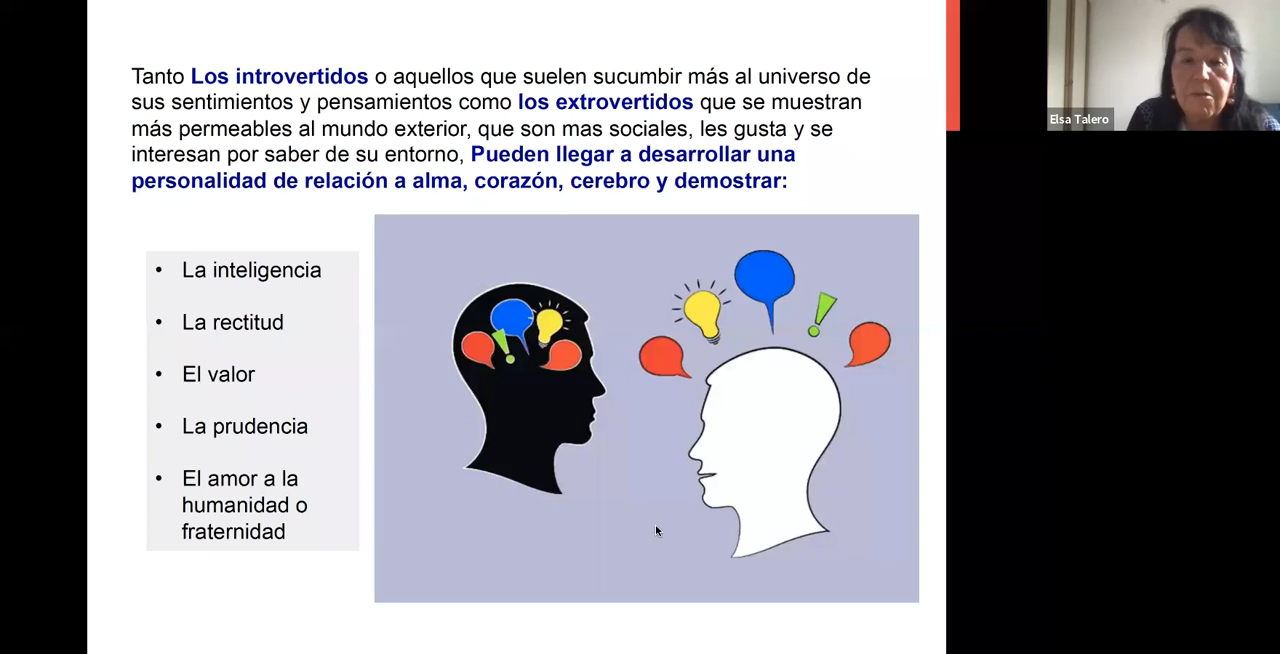 Tanto Los introvertidos o aquellos que suelen sucumbir más al universo de
sus sentimientos y pensamientos como los extrovertidos que se muestran
más permeables al mundo exterior, que son mas sociales, les gusta y se
interesan por saber de su entorno, Pueden llegar a desarrollar una
personalidad de relación a alma, corazón, cerebro y demostrar:
• La inteligencia
• La rectitud
• El valor
• La prudencia
• El amor a la
humanidad o
fraternidad
Elsa Talero